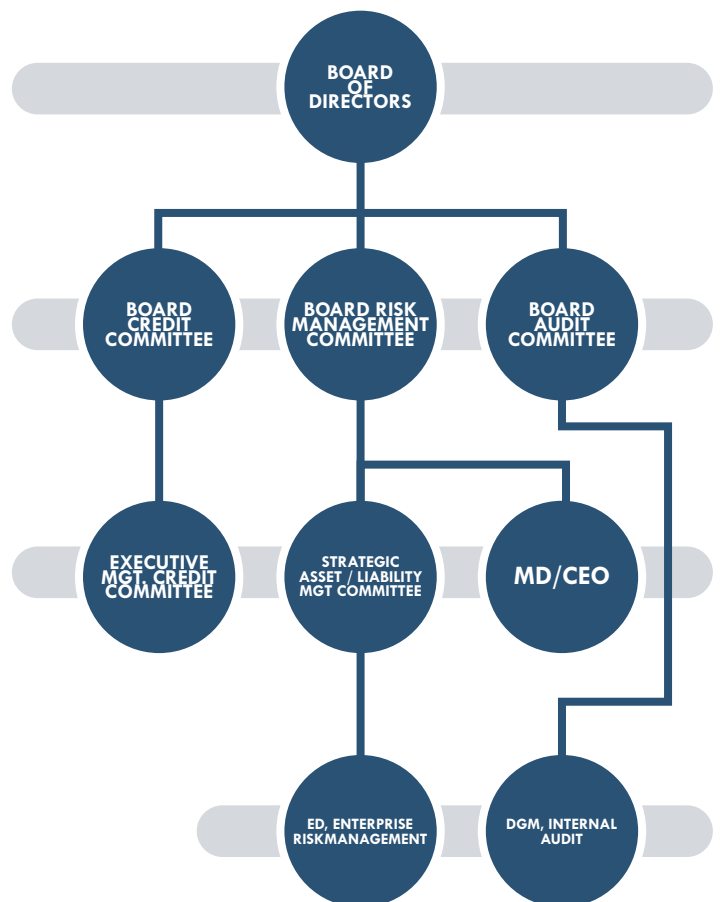 BOARD
OF
DIRECTORS
BOARD
CREDIT
COMMITTEE
BOARD RISK
MANAGEMENT
COMMITTEE
BOARD
AUDIT
COMMITTEE
EXECUTIVE
MGT. CREDIT
COMMITTEE
STRATEGIC
ASSET / LIABILITY
MGT COMMITTEE
MD/CEO
ED, ENTERPRISE
RISKMANAGEMENT
DGM, INTERNAL
AUDIT